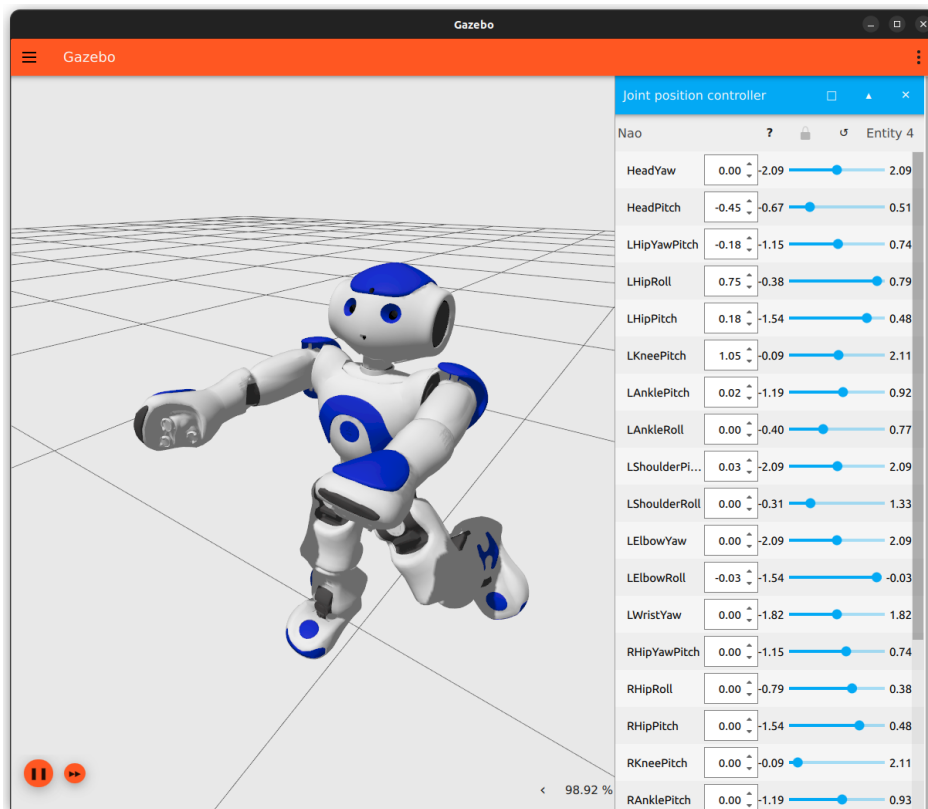 Gazebo
Gazebo
Joint position controller
Nao ? Entity 4
HeadYaw 0.00 -2.09 2.09
HeadPitch -0.45 -0.67 0.51
LHipYawPitch -0.18 -1.15 0.74
LHipRoll 0.75 -0.38 0.79
LHipPitch 0.18 -1.54 0.48
LKneePitch 1.05 -0.09 2.11
LAnklePitch 0.02 -1.19 0.92
LAnkleRoll 0.00 -0.40 0.77
LShoulderPi... 0.03 -2.09 2.09
LShoulderRoll 0.00 -0.31 1.33
LElbowYaw 0.00 -2.09 2.09
LElbowRoll -0.03 -1.54 -0.03
LWristYaw 0.00 -1.82 1.82
RHipYawPitch 0.00 -1.15 0.74
RHipRoll 0.00 -0.79 0.38
RHipPitch 0.00 -1.54 0.48
RKneePitch 0.00 -0.09 2.11
RAnklePitch 0.00 -1.19 0.93
98.92 %